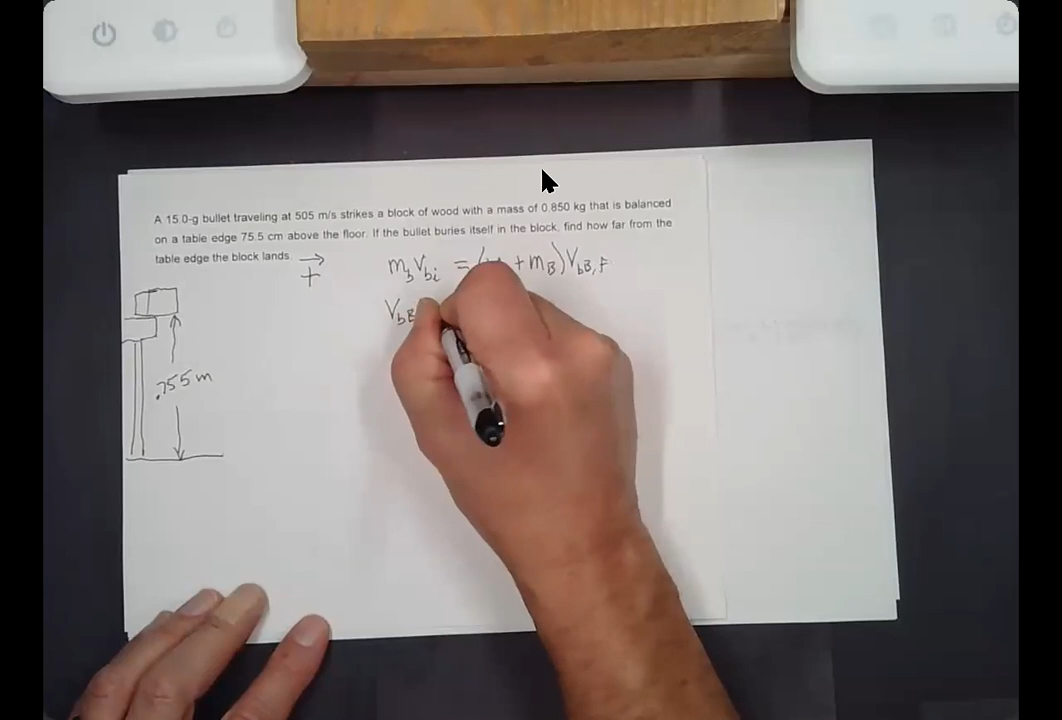 A 15.0-g bullet traveling at 505 m/s strikes a block of wood with a mass of 0.850 kg that is balanced
on a table edge 75.5 cm above the floor. If the bullet buries itself in the block, find how far from the
table edge the block lands.
+
m_b V_bi = ( + m_B) V_bB,F
V_bB
.755 m